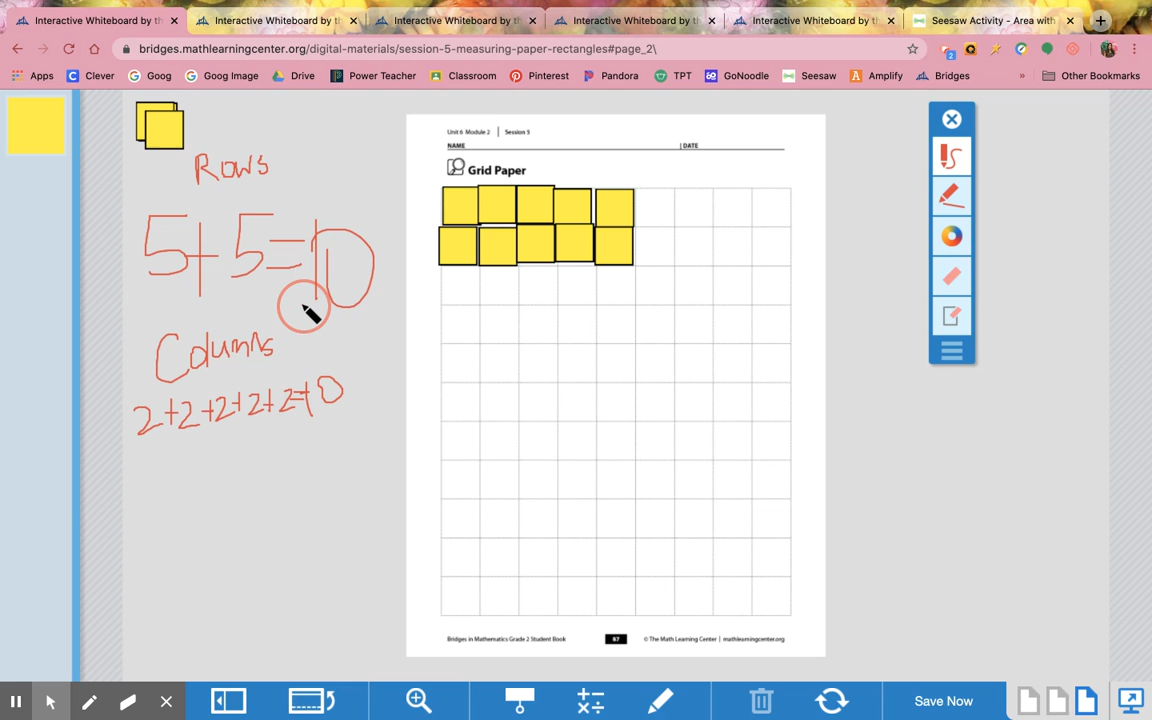 Interactive Whiteboard by th
Interactive Whiteboard by th
Interactive Whiteboard by th
Interactive Whiteboard by th
Interactive Whiteboard by th
Seesaw Activity - Area with
bridges.mathlearningcenter.org/digital-materials/session-5-measuring-paper-rectangles#page_2\
2
Apps
Clever
Goog
Goog Image
Drive
Power Teacher
Classroom
Pinterest
Pandora
TPT
GoNoodle
Seesaw
Amplify
Bridges
»
Other Bookmarks
Rows
5+5=10
Columns
2+2+2+2+2=10
Unit 6 Module 2 | Session 5
NAME | DATE
Grid Paper
Bridges in Mathematics Grade 2 Student Book 67 © The Math Learning Center | mathlearningcenter.org
Save Now